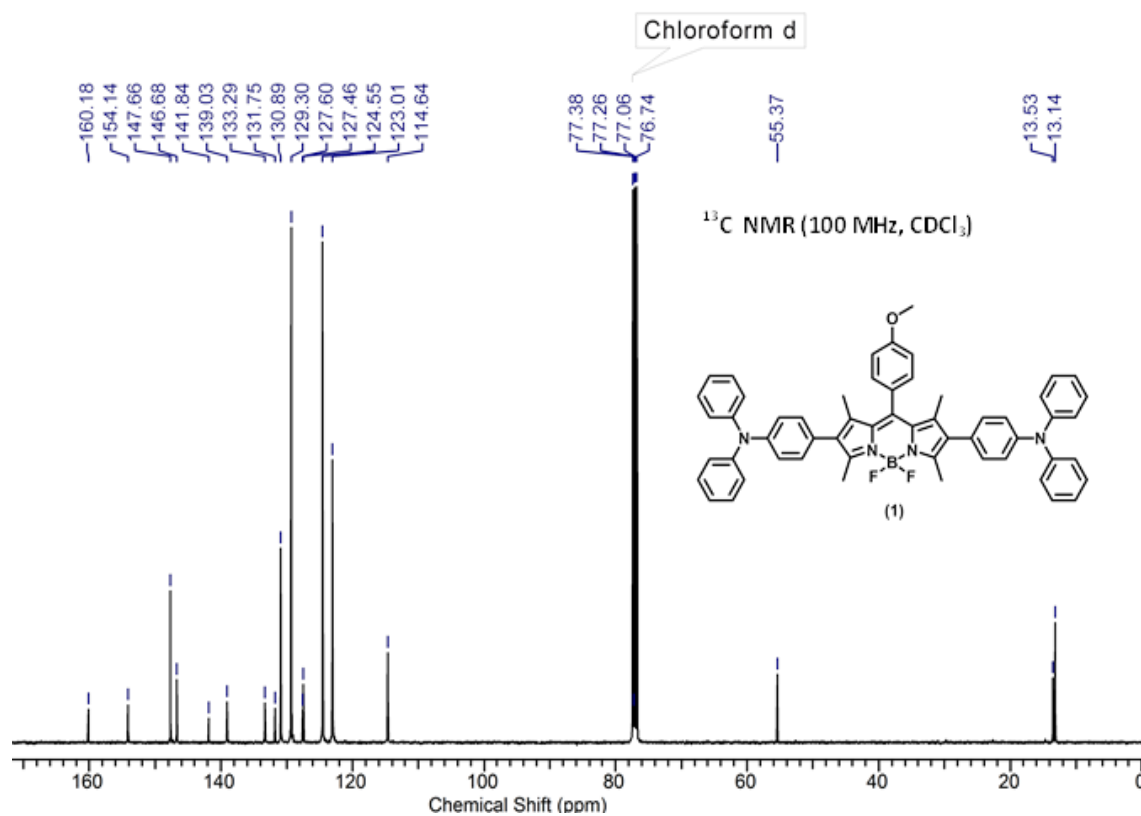 Chloroform d
160.18
154.14
147.66
146.68
141.84
139.03
133.29
131.75
130.89
129.30
127.60
127.46
124.55
123.01
114.64
77.38
77.26
77.06
76.74
55.37
13.53
13.14
¹³C NMR (100 MHz, CDCl₃)
O
N
N
N
N
B
F
F
(1)
160 140 120 100 80 60 40 20 0
Chemical Shift (ppm)